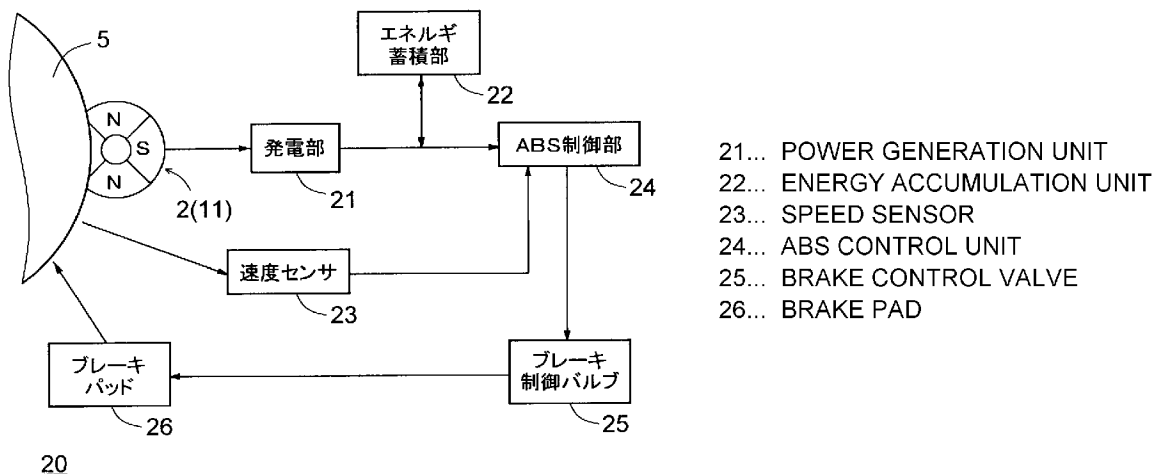 5
エネルギ
蓄積部
22
N
S
N
2(11)
発電部
21
ABS制御部
24
速度センサ
23
ブレーキ
パッド
26
ブレーキ
制御バルブ
25
20
21... POWER GENERATION UNIT
22... ENERGY ACCUMULATION UNIT
23... SPEED SENSOR
24... ABS CONTROL UNIT
25... BRAKE CONTROL VALVE
26... BRAKE PAD